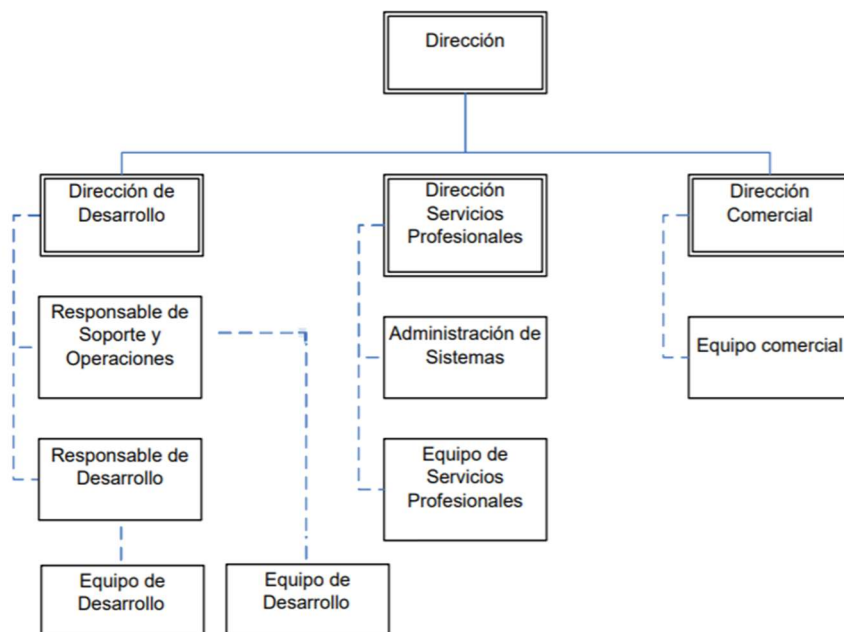 Dirección
Dirección de
Desarrollo
Dirección
Servicios
Profesionales
Dirección
Comercial
Responsable de
Soporte y
Operaciones
Administración de
Sistemas
Equipo comercial
Responsable de
Desarrollo
Equipo de
Servicios
Profesionales
Equipo de
Desarrollo
Equipo de
Desarrollo